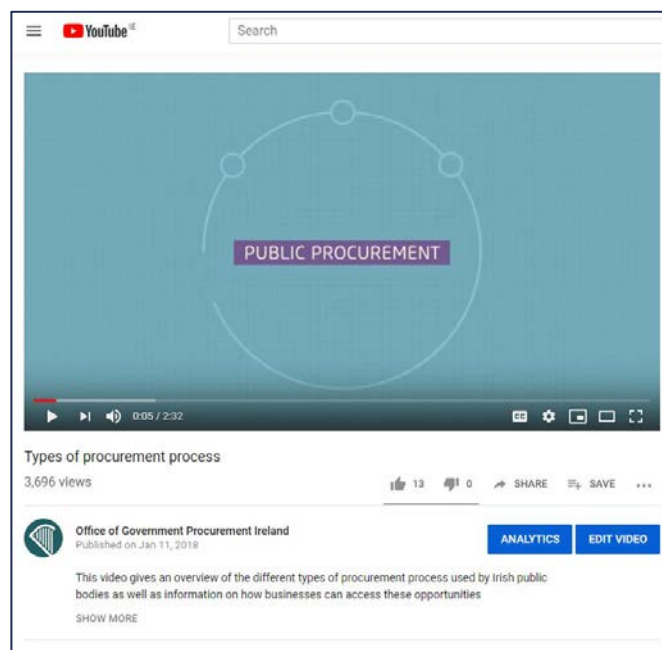 YouTube IE
Search
PUBLIC PROCUREMENT
0:05 / 2:32
CC
Types of procurement process
3,696 views
13
0
SHARE
SAVE
Office of Government Procurement Ireland
Published on Jan 11, 2018
ANALYTICS
EDIT VIDEO
This video gives an overview of the different types of procurement process used by Irish public
bodies as well as information on how businesses can access these opportunities
SHOW MORE